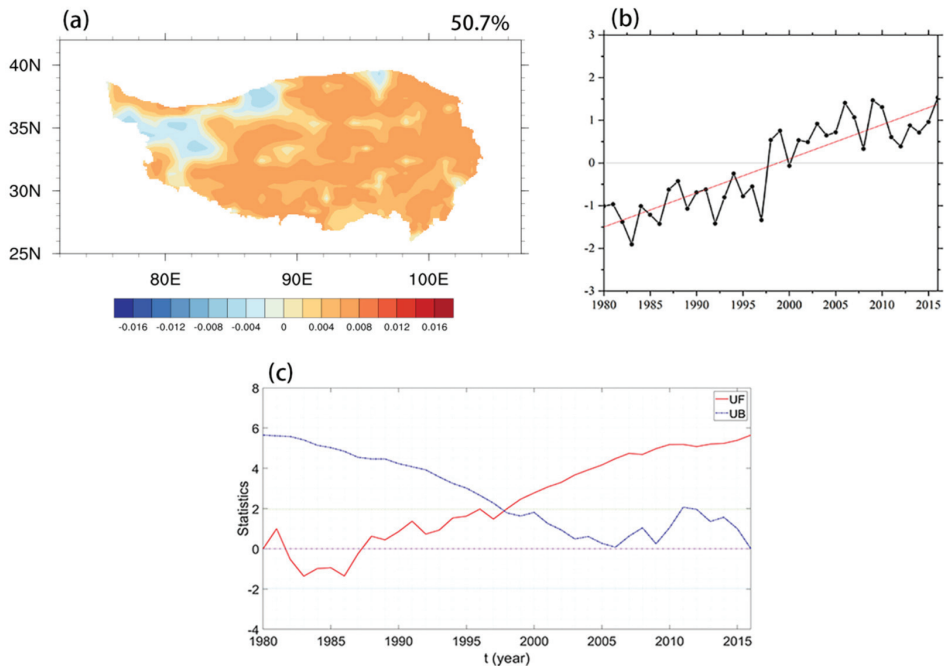 (a)
50.7%
40N
35N
30N
25N
80E
90E
100E
-0.016
-0.012
-0.008
-0.004
0
0.004
0.008
0.012
0.016
(b)
3
2
1
0
-1
-2
-3
1980
1985
1990
1995
2000
2005
2010
2015
(c)
8
6
4
2
0
-2
-4
Statistics
UF
UB
1980
1985
1990
1995
2000
2005
2010
2015
t (year)